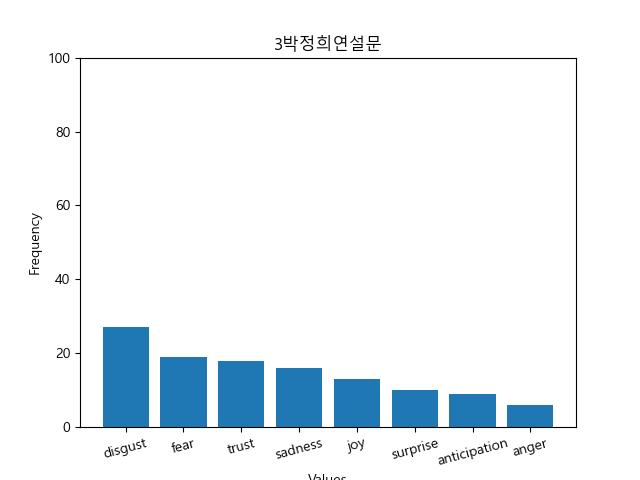 3박정희연설문
100
80
60
40
20
0
Frequency
disgust
fear
trust
sadness
joy
surprise
anticipation
anger
Values